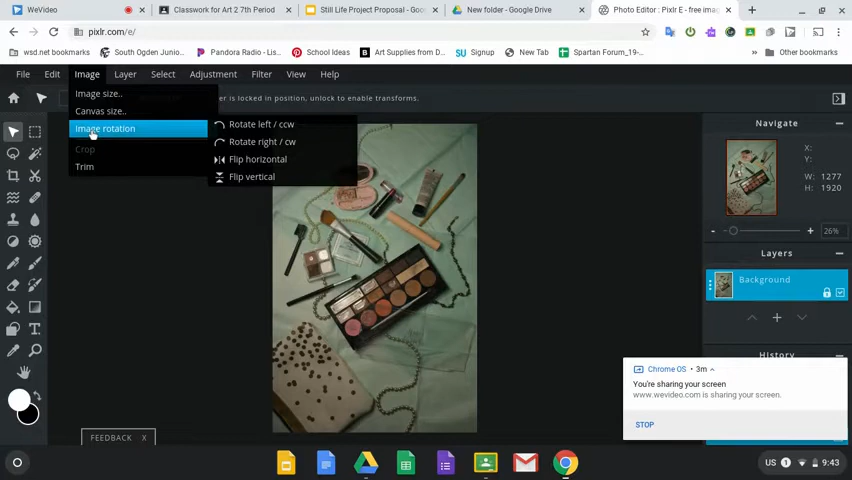 WeVideo
Classwork for Art 2 7th Period
Still Life Project Proposal - Goo
New folder - Google Drive
Photo Editor : Pixlr E - free imag
pixlr.com/e/
wsd.net bookmarks
South Ogden Junio...
Pandora Radio - Lis...
School Ideas
Art Supplies from D...
Signup
New Tab
Spartan Forum_19-...
Other bookmarks
File Edit Image Layer Select Adjustment Filter View Help
Image size..
er is locked in position, unlock to enable transforms.
Canvas size..
Image rotation
Crop
Trim
Rotate left / ccw
Rotate right / cw
Flip horizontal
Flip vertical
Navigate
X:
Y:
W: 1277
H: 1920
26%
Layers
Background
History
Chrome OS • 3m
You're sharing your screen
www.wevideo.com is sharing your screen.
STOP
FEEDBACK X
US 1 9:43